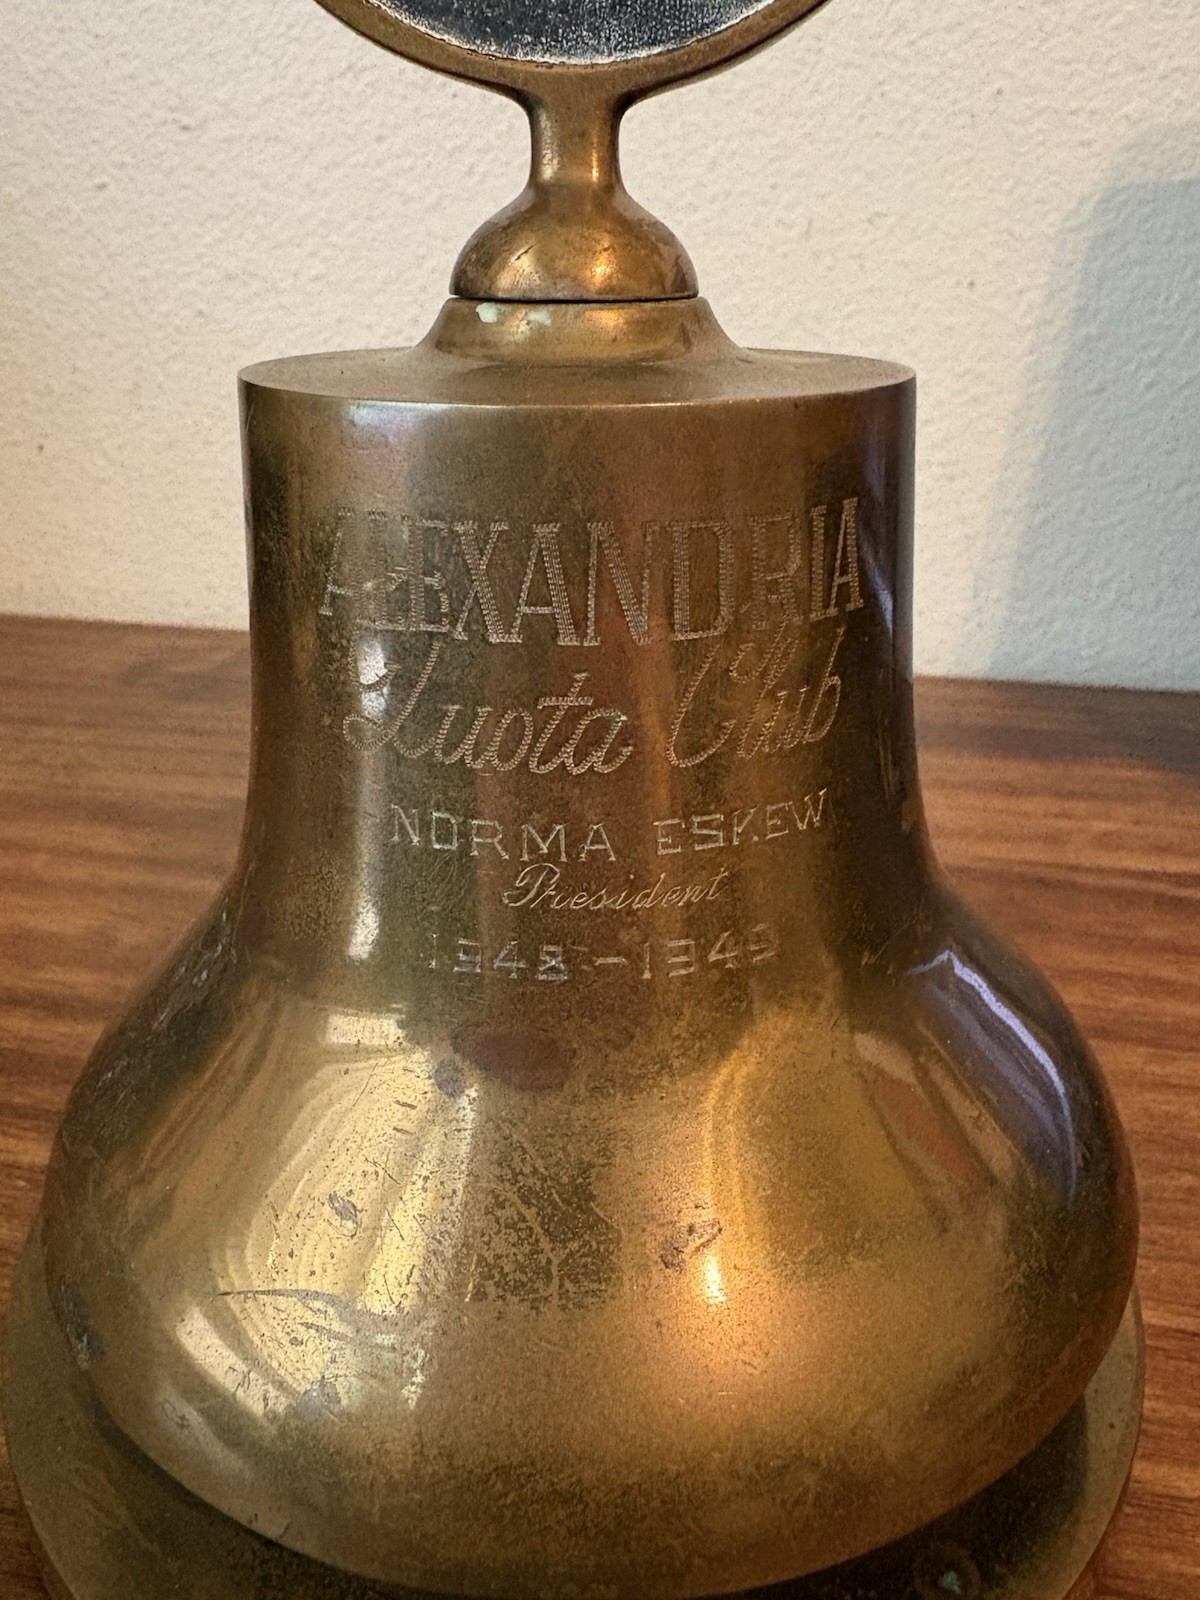 ALEXANDRIA
Quota Club
NORMA ESKEW
President
1948-1949